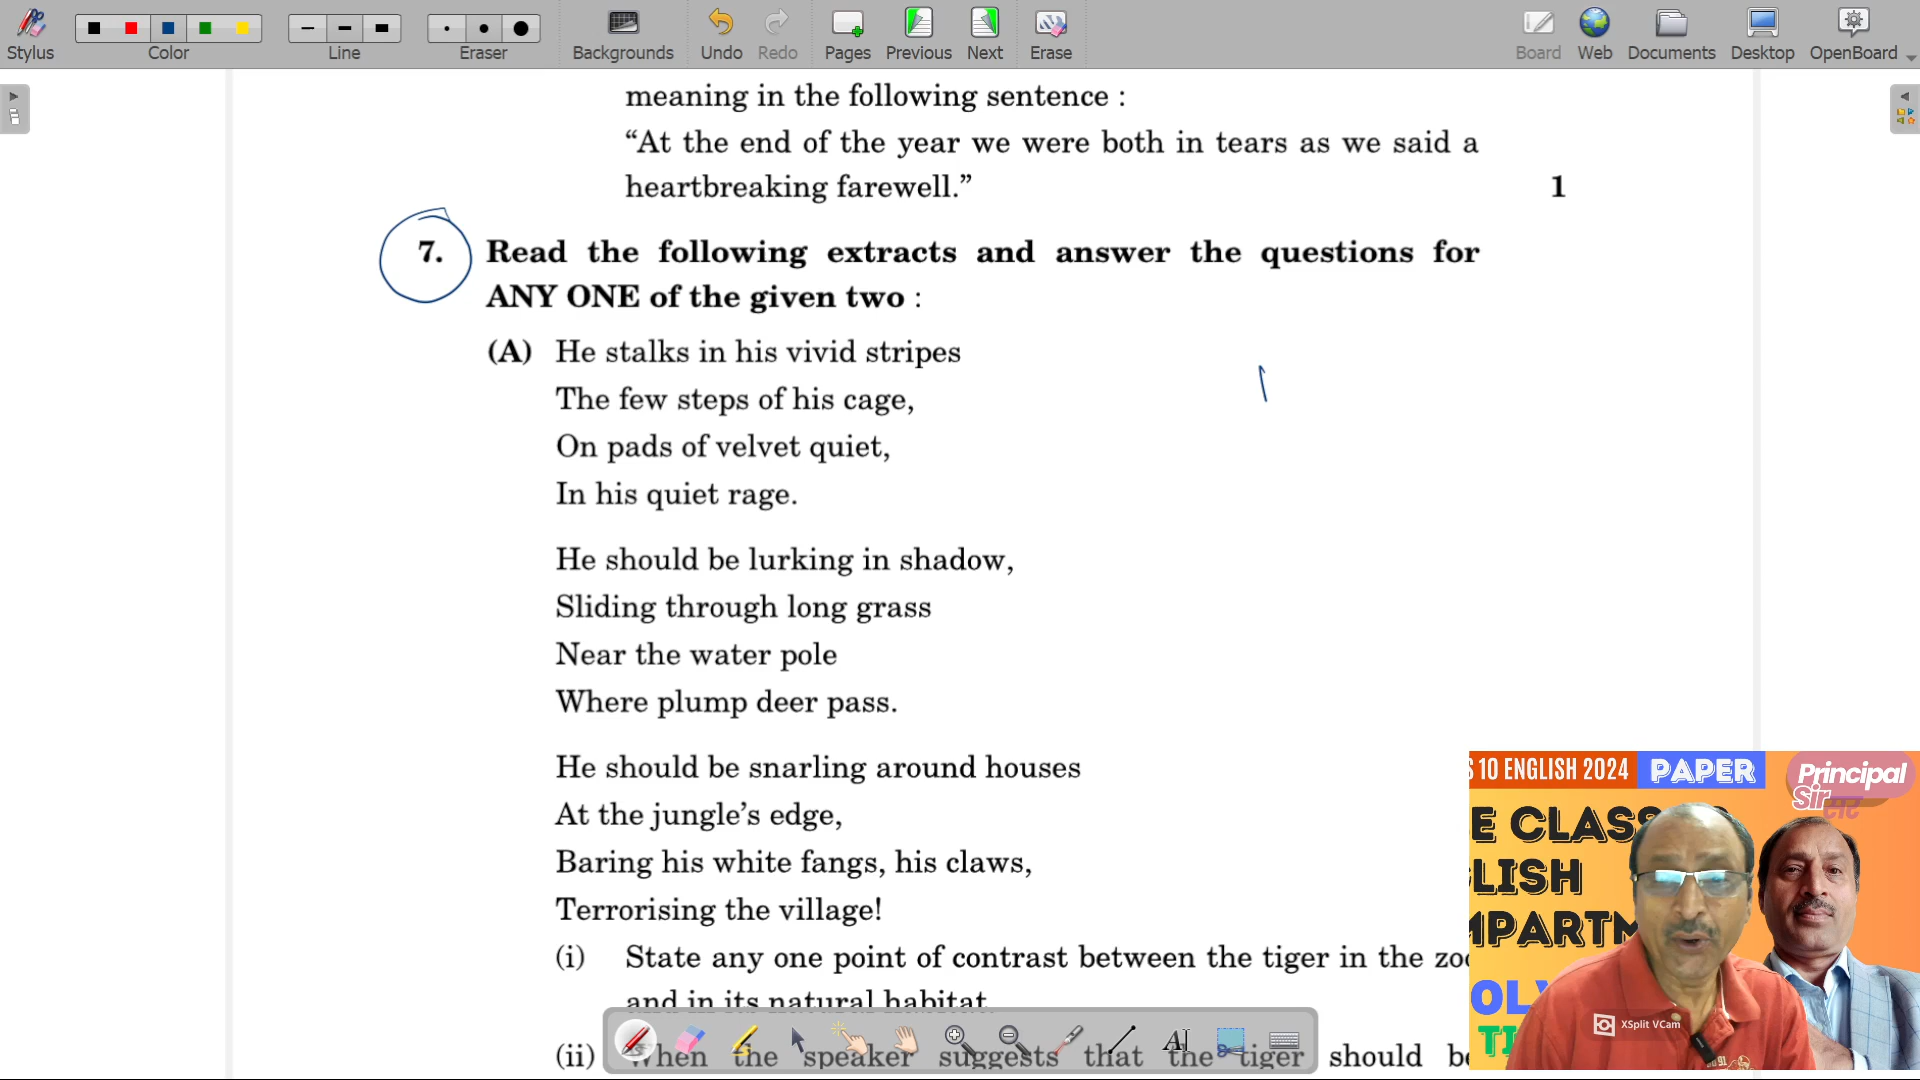 Stylus Color Line Eraser Backgrounds Undo Redo Pages Previous Next Erase Board Web Documents Desktop OpenBoard
meaning in the following sentence :
“At the end of the year we were both in tears as we said a
heartbreaking farewell.” 1
7. Read the following extracts and answer the questions for
ANY ONE of the given two :
(A) He stalks in his vivid stripes
The few steps of his cage,
On pads of velvet quiet,
In his quiet rage.
He should be lurking in shadow,
Sliding through long grass
Near the water pole
Where plump deer pass.
He should be snarling around houses
At the jungle’s edge,
Baring his white fangs, his claws,
Terrorising the village!
(i) State any one point of contrast between the tiger in the zoo
and in its natural habitat.
(ii) When the speaker suggests that the tiger should be
S 10 ENGLISH 2024 PAPER
Principal
Sir
E CLASS
LISH
MPARTM
OLV
TI
XSplit VCam